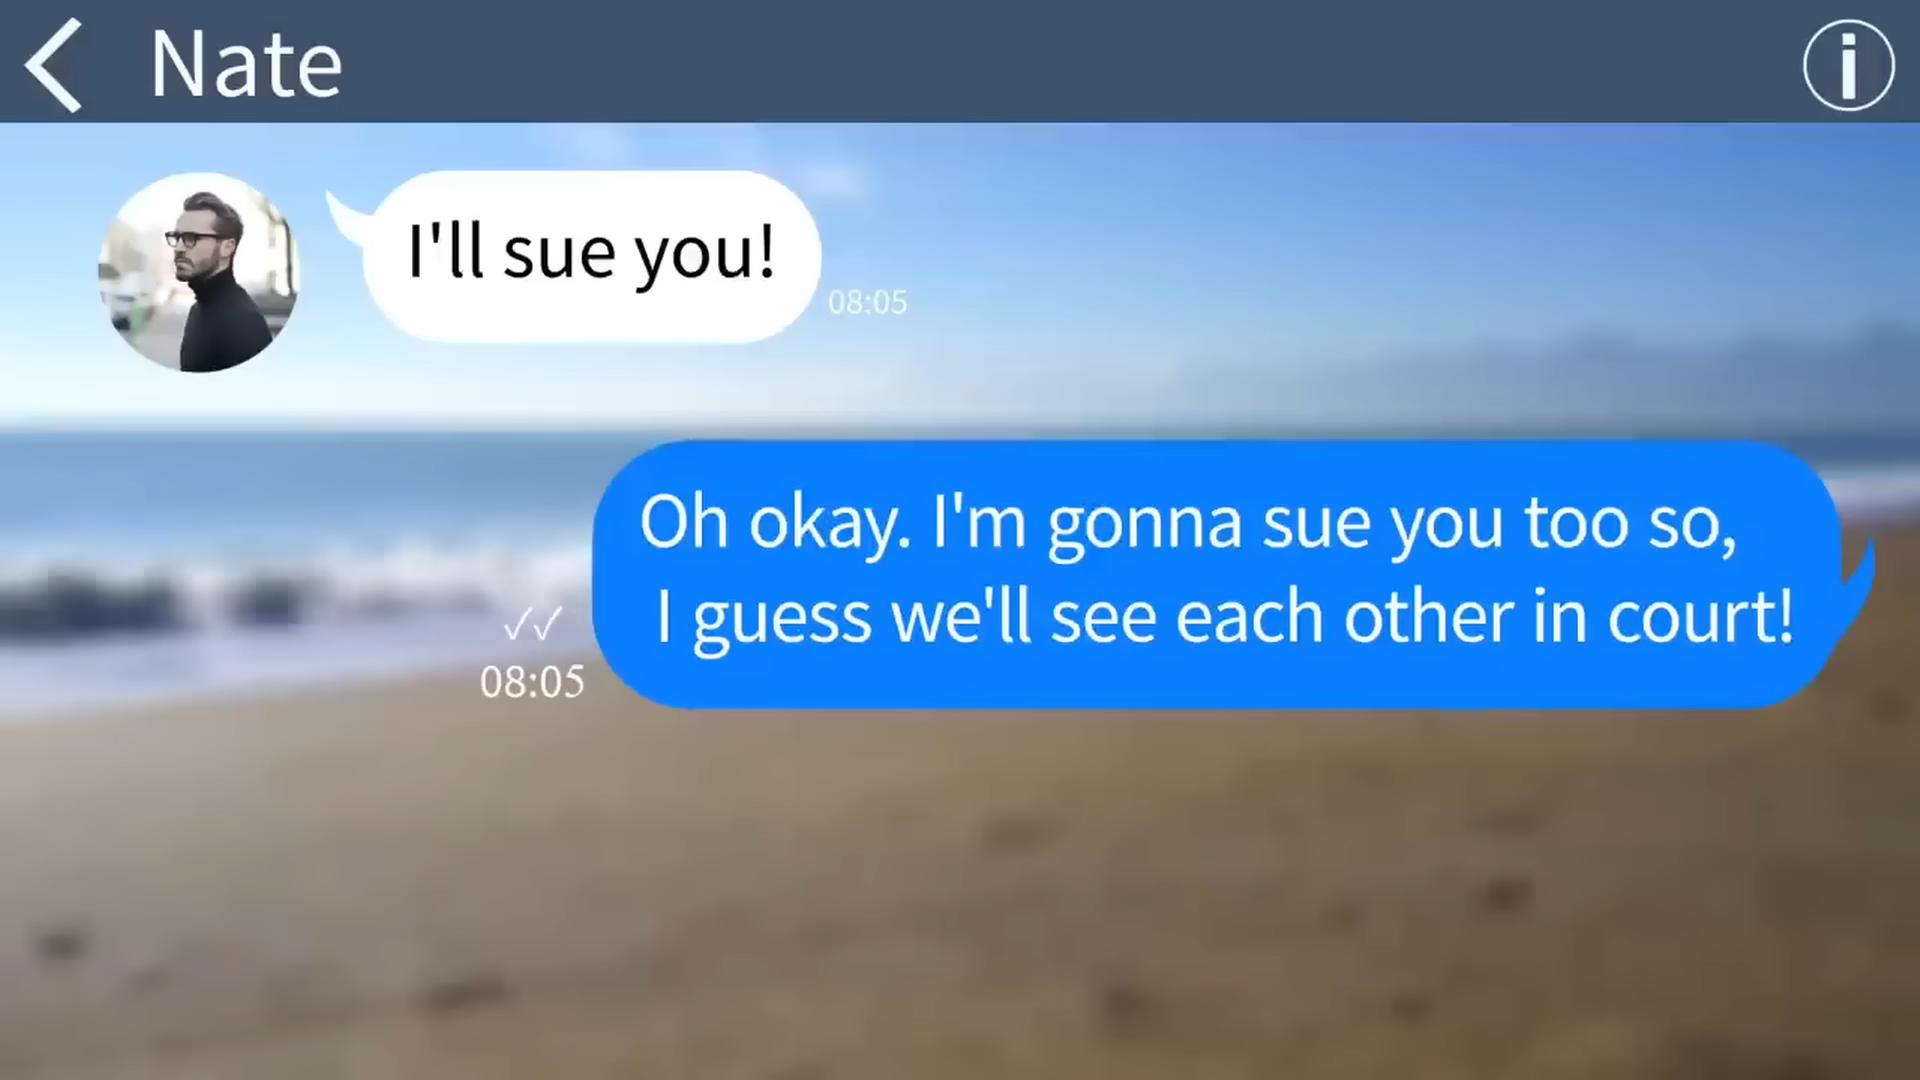 Nate
I'll sue you!
08:05
Oh okay. I'm gonna sue you too so,
I guess we'll see each other in court!
08:05